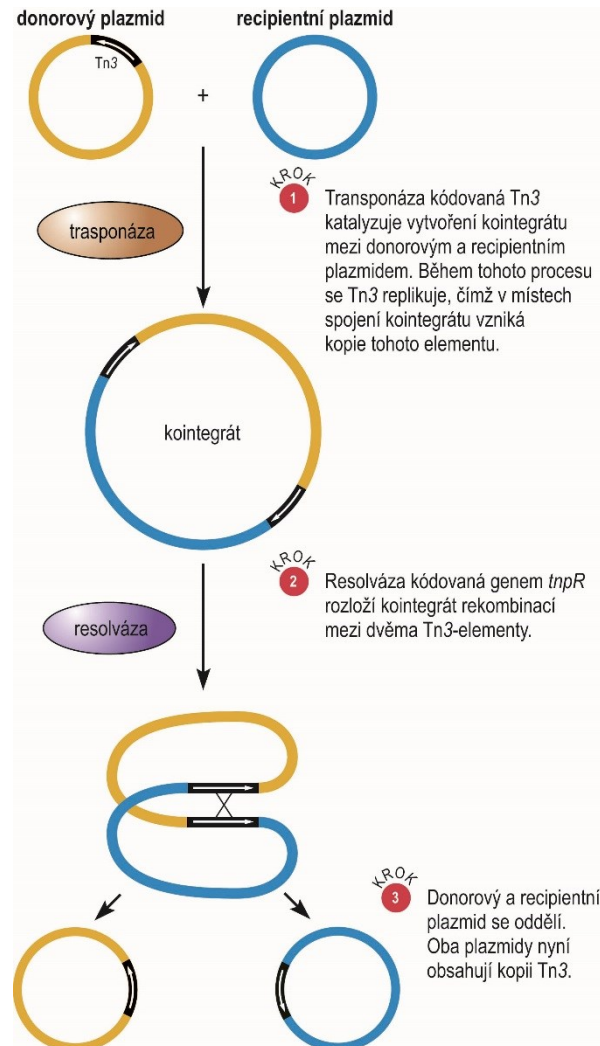 donorový plazmid
recipientní plazmid
Tn3
+
KROK
1
Transponáza kódovaná Tn3
katalyzuje vytvoření kointegrátu
mezi donorovým a recipientním
plazmidem. Během tohoto procesu
se Tn3 replikuje, čímž v místech
spojení kointegrátu vzniká
kopie tohoto elementu.
trasponáza
kointegrát
KROK
2
Resolváza kódovaná genem tnpR
rozloží kointegrát rekombinací
mezi dvěma Tn3-elementy.
resolváza
KROK
3
Donorový a recipientní
plazmid se oddělí.
Oba plazmidy nyní
obsahují kopii Tn3.